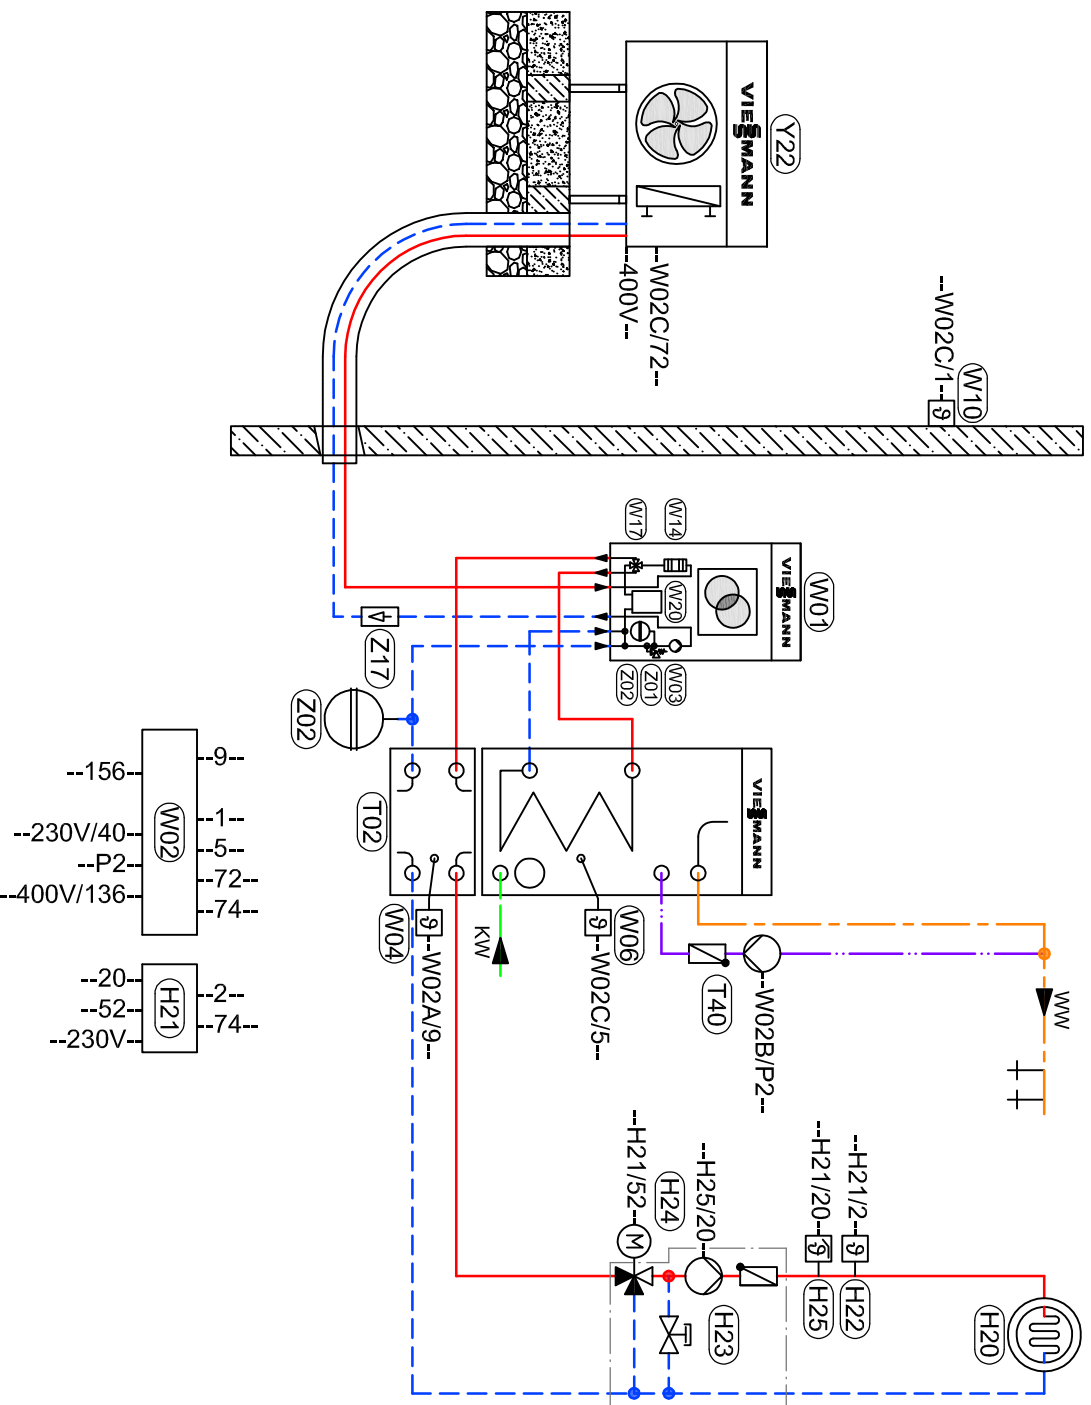 Y22
VIESSMANN
--W02C/72--
--400V--
--W02C/1--
W10
W17
W14
W20
W01
VIESSMANN
Z02
Z01
W03
Z17
Z02
T02
VIESSMANN
W04
--W02A/9--
KW
W06
--W02C/5--
T40
--W02B/P2--
WW
W02
--9--
--1--
--5--
--72--
--74--
--156--
--230V/40--
--P2--
--400V/136--
H21
--2--
--74--
--20--
--52--
--230V--
--H21/52--
M
H24
--H25/20--
H23
--H21/20--
--H21/2--
ϑ
ϑ
ϑ
ϑ
ϑ
H25
H22
H20